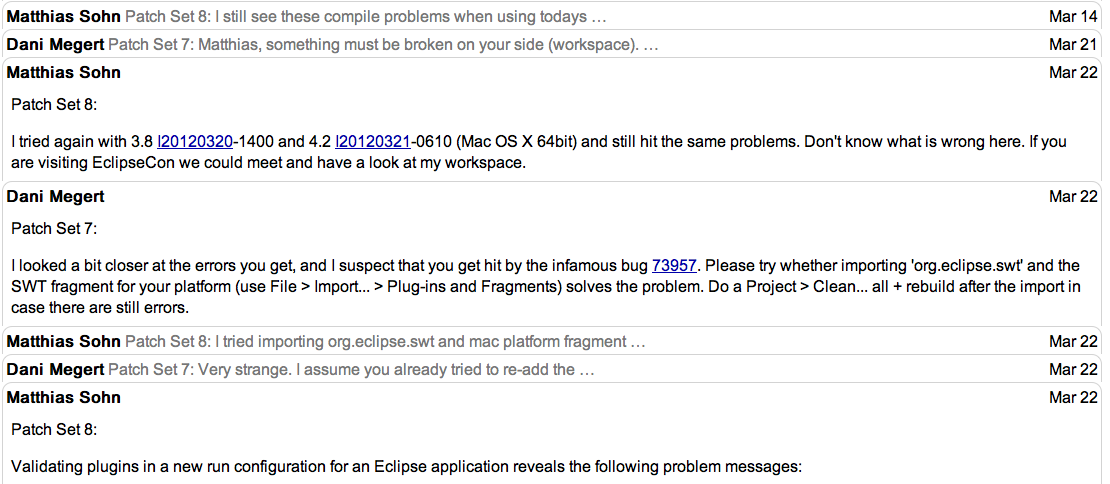 Matthias Sohn Patch Set 8: I still see these compile problems when using todays … Mar 14
Dani Megert Patch Set 7: Matthias, something must be broken on your side (workspace). … Mar 21
Matthias Sohn Mar 22
Patch Set 8:
I tried again with 3.8 I20120320-1400 and 4.2 I20120321-0610 (Mac OS X 64bit) and still hit the same problems. Don't know what is wrong here. If you
are visiting EclipseCon we could meet and have a look at my workspace.
Dani Megert Mar 22
Patch Set 7:
I looked a bit closer at the errors you get, and I suspect that you get hit by the infamous bug 73957. Please try whether importing 'org.eclipse.swt' and the
SWT fragment for your platform (use File > Import... > Plug-ins and Fragments) solves the problem. Do a Project > Clean... all + rebuild after the import in
case there are still errors.
Matthias Sohn Patch Set 8: I tried importing org.eclipse.swt and mac platform fragment … Mar 22
Dani Megert Patch Set 7: Very strange. I assume you already tried to re-add the … Mar 22
Matthias Sohn Mar 22
Patch Set 8:
Validating plugins in a new run configuration for an Eclipse application reveals the following problem messages: